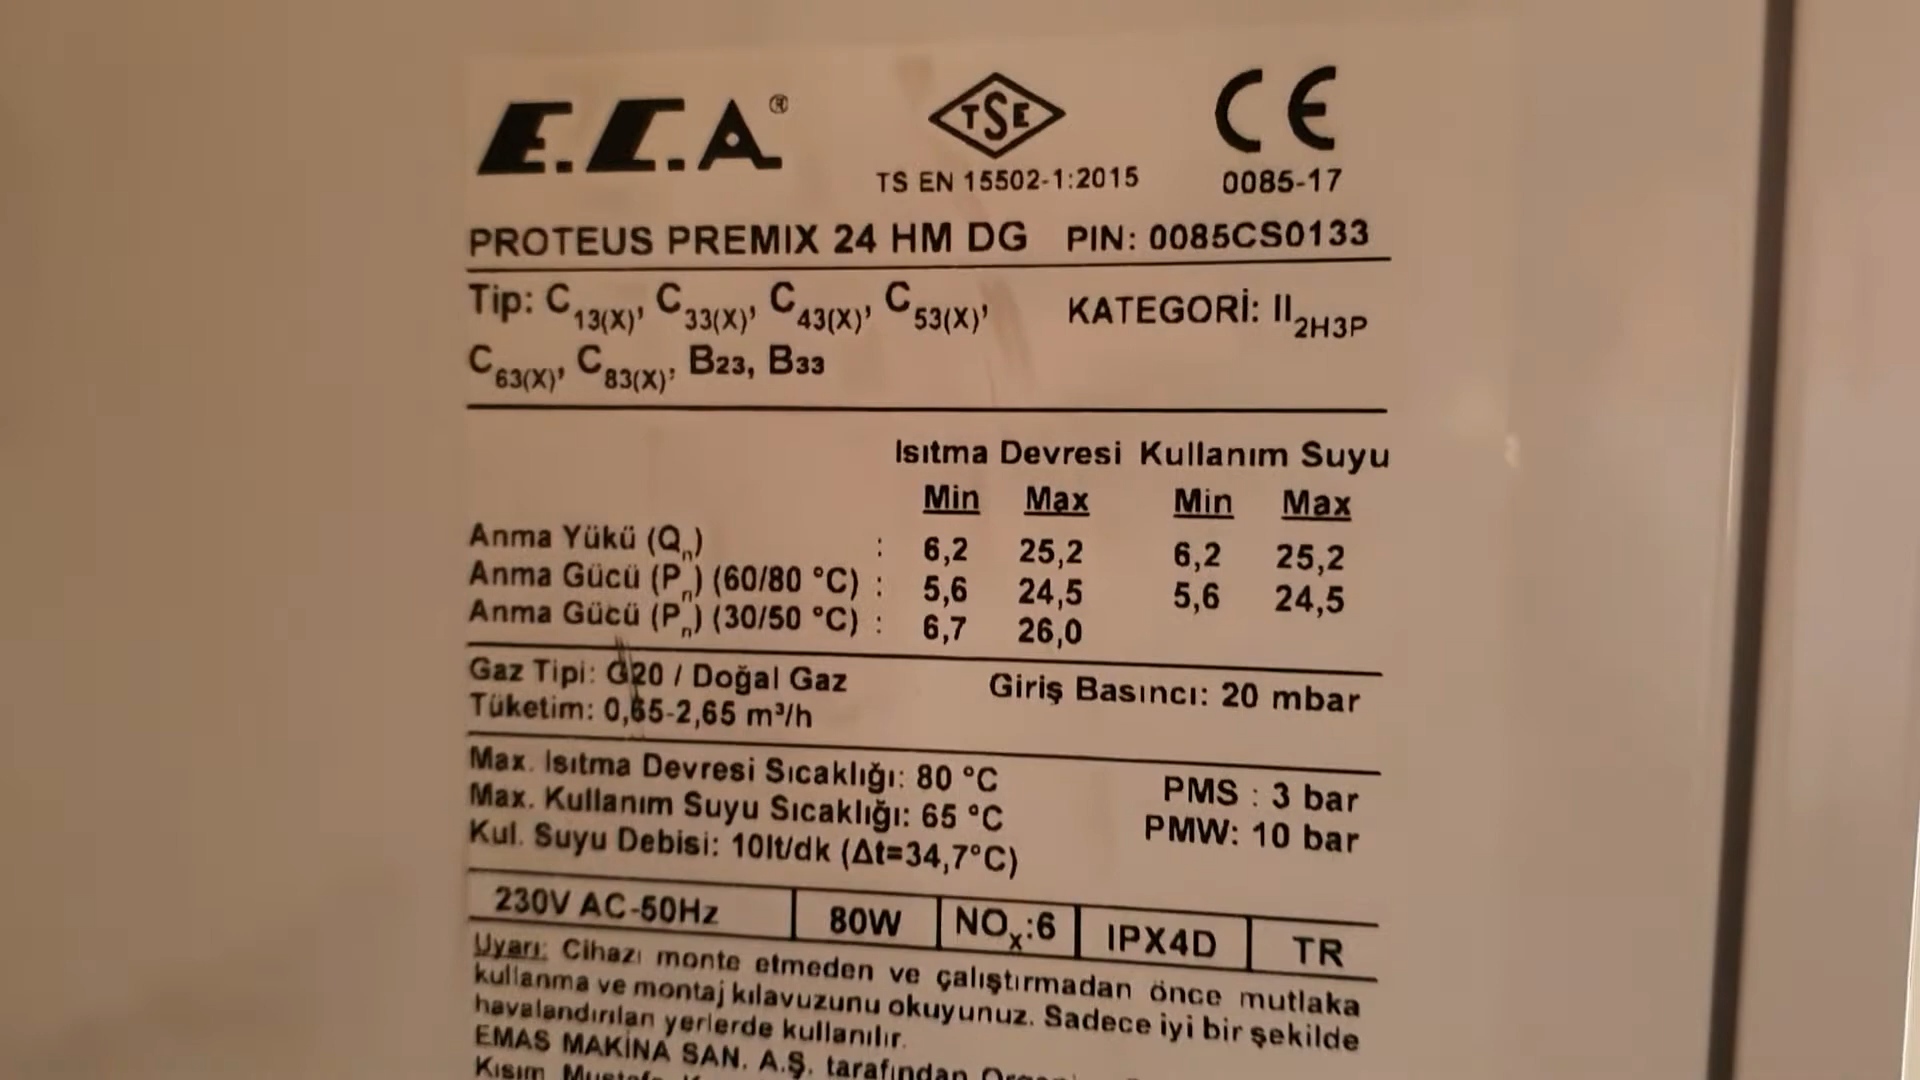 E.C.A.®
TSE
CE
TS EN 15502-1:2015
0085-17
PROTEUS PREMIX 24 HM DG PIN: 0085CS0133
Tip: C13(X), C33(X), C43(X), C53(X), KATEGORİ: II2H3P
C63(X), C83(X), B23, B33
Isıtma Devresi Kullanım Suyu
Min Max Min Max
Anma Yükü (Qn) : 6,2 25,2 6,2 25,2
Anma Gücü (Pn) (60/80 °C) : 5,6 24,5 5,6 24,5
Anma Gücü (Pn) (30/50 °C) : 6,7 26,0
Gaz Tipi: G20 / Doğal Gaz Giriş Basıncı: 20 mbar
Tüketim: 0,65-2,65 m³/h
Max. Isıtma Devresi Sıcaklığı: 80 °C PMS : 3 bar
Max. Kullanım Suyu Sıcaklığı: 65 °C PMW: 10 bar
Kul. Suyu Debisi: 10lt/dk (Δt=34,7°C)
230V AC-50Hz 80W NOx:6 IPX4D TR
Uyarı: Cihazı monte etmeden ve çalıştırmadan önce mutlaka
kullanma ve montaj kılavuzunu okuyunuz. Sadece iyi bir şekilde
havalandırılan yerlerde kullanılır.
EMAS MAKİNA SAN. A.Ş. tarafından
Kısım